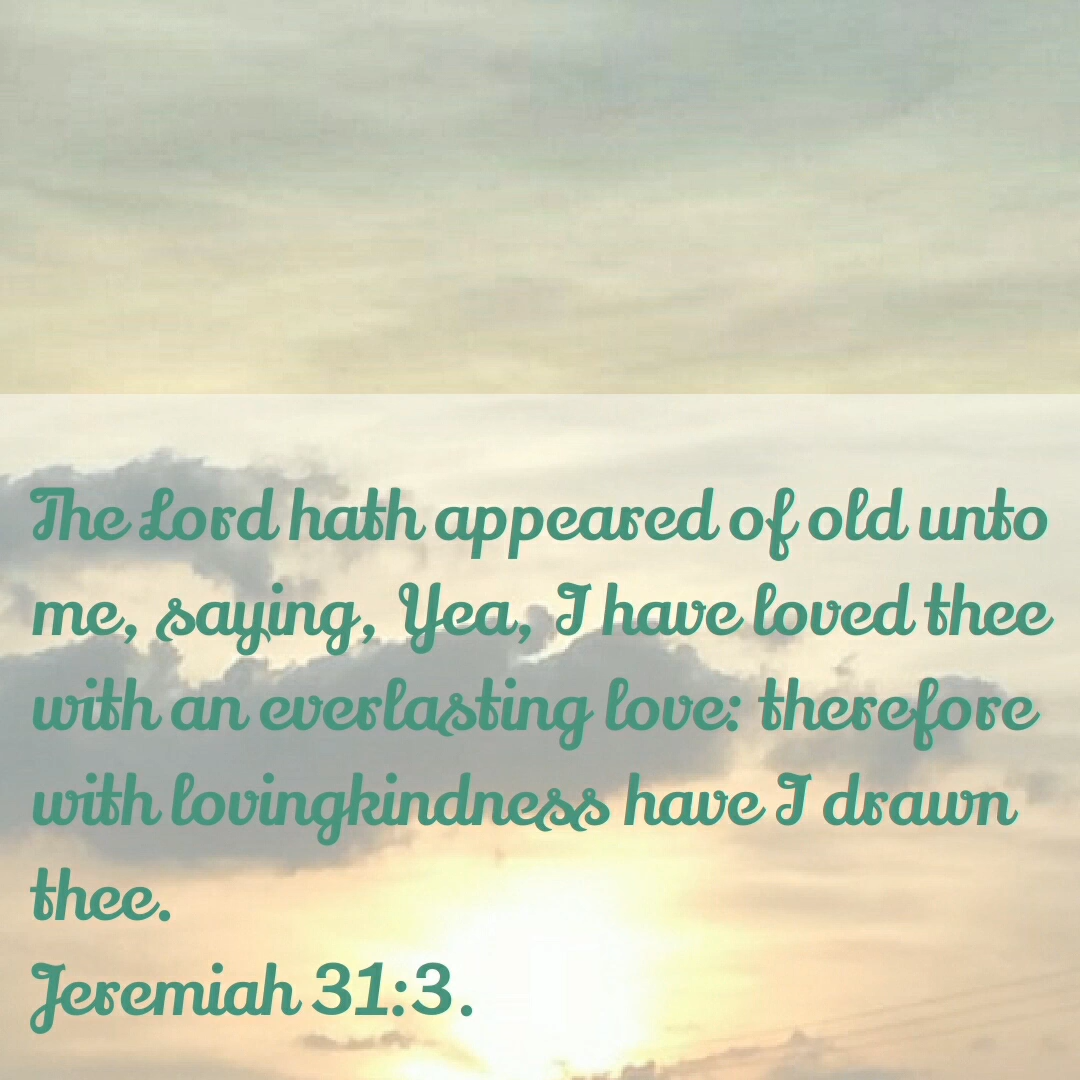 The Lord hath appeared of old unto
me, saying, Yea, I have loved thee
with an everlasting love: therefore
with lovingkindness have I drawn
thee.
Jeremiah 31:3.